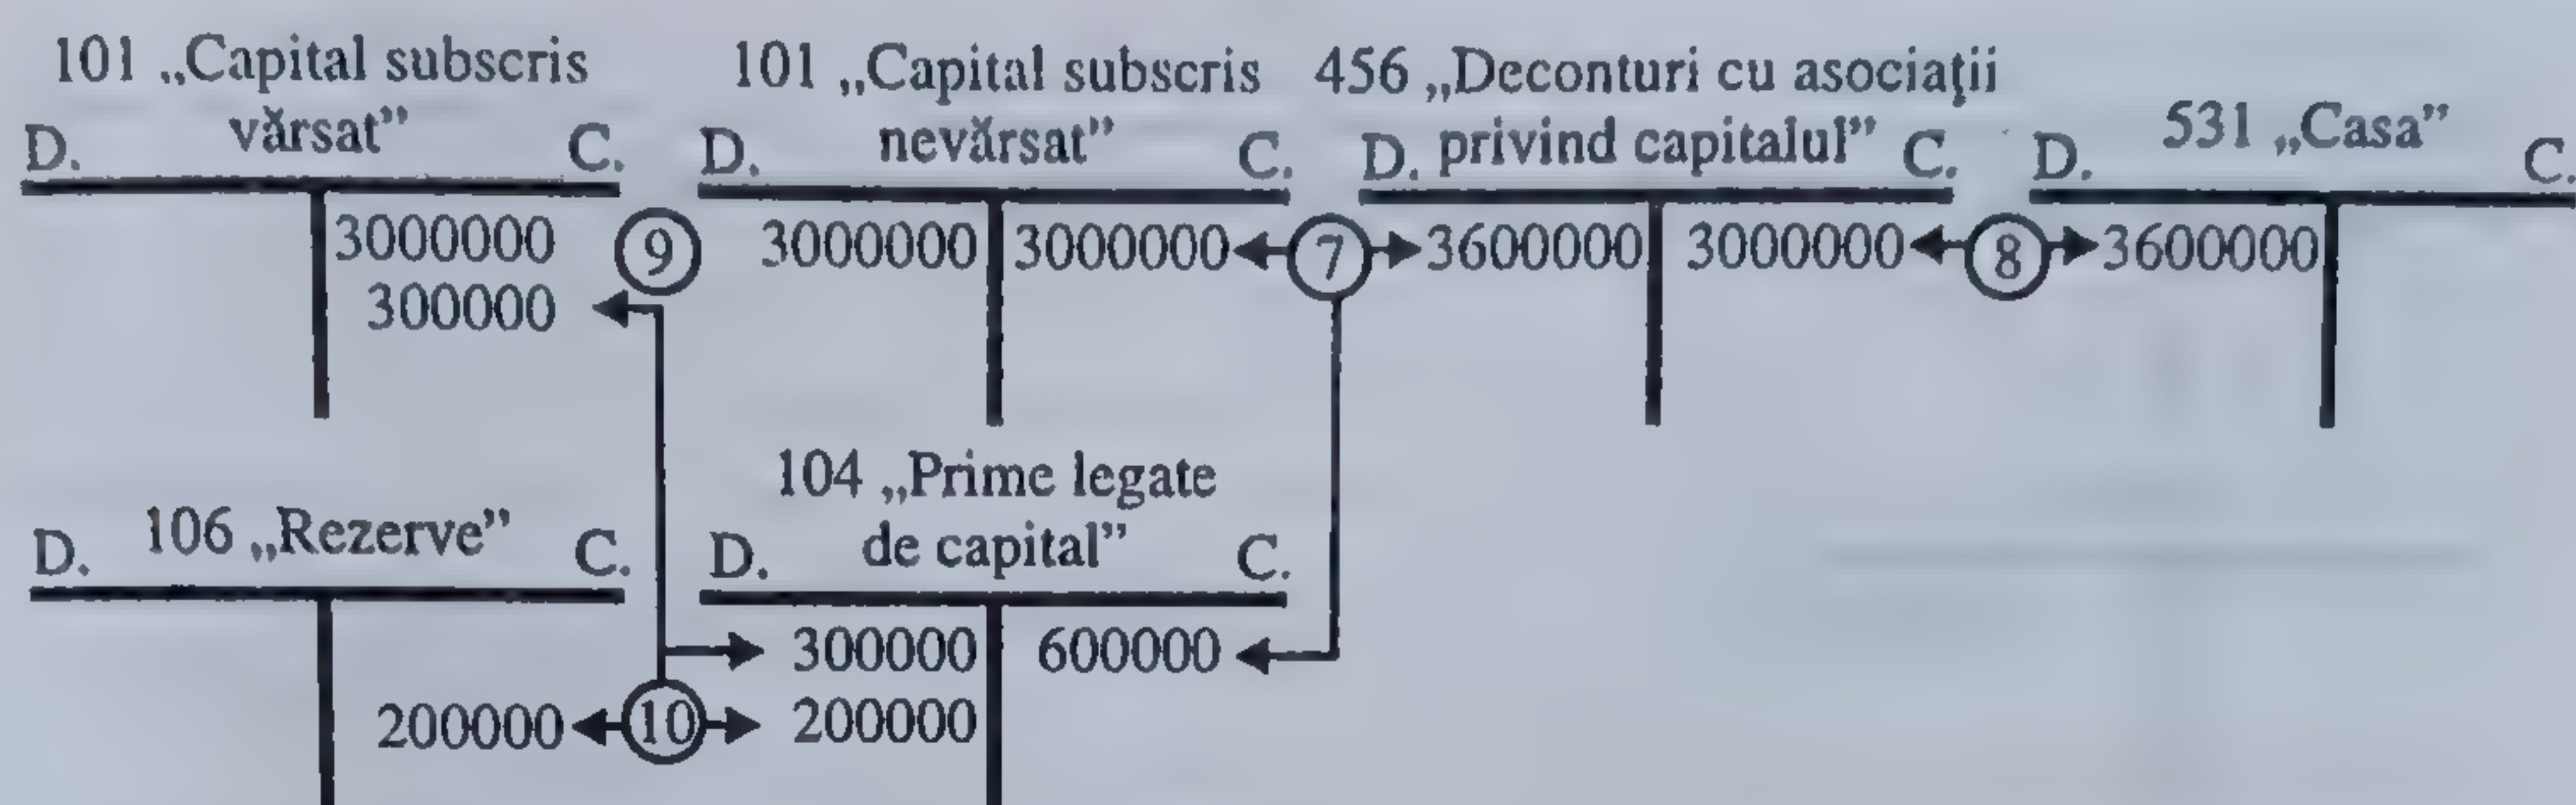 101 „Capital subscris
vărsat”
D. C.
3000000
300000
9
101 „Capital subscris
nevărsat”
D. C.
3000000 3000000
7
456 „Deconturi cu asociaţii
D. privind capitalul” C.
3600000 3000000
8
531 „Casa”
D. C.
3600000
106 „Rezerve”
D. C.
200000
10
104 „Prime legate
de capital”
D. C.
300000 600000
200000